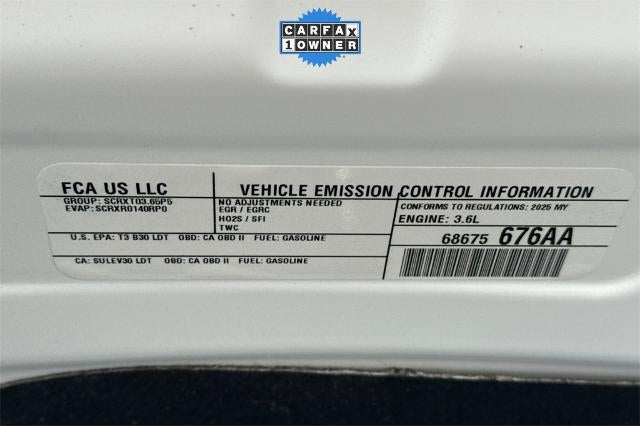 CARFAX
1 OWNER
FCA US LLC
VEHICLE EMISSION CONTROL INFORMATION
GROUP: SCRXT03.65P5
EVAP: SCRXR0140RP0
NO ADJUSTMENTS NEEDED
EGR / EGRC
HO2S / SFI
TWC
CONFORMS TO REGULATIONS: 2025 MY
ENGINE: 3.6L
U.S. EPA: T3 B30 LDT OBD: CA OBD II FUEL: GASOLINE
68675 676AA
CA: SULEV30 LDT OBD: CA OBD II FUEL: GASOLINE